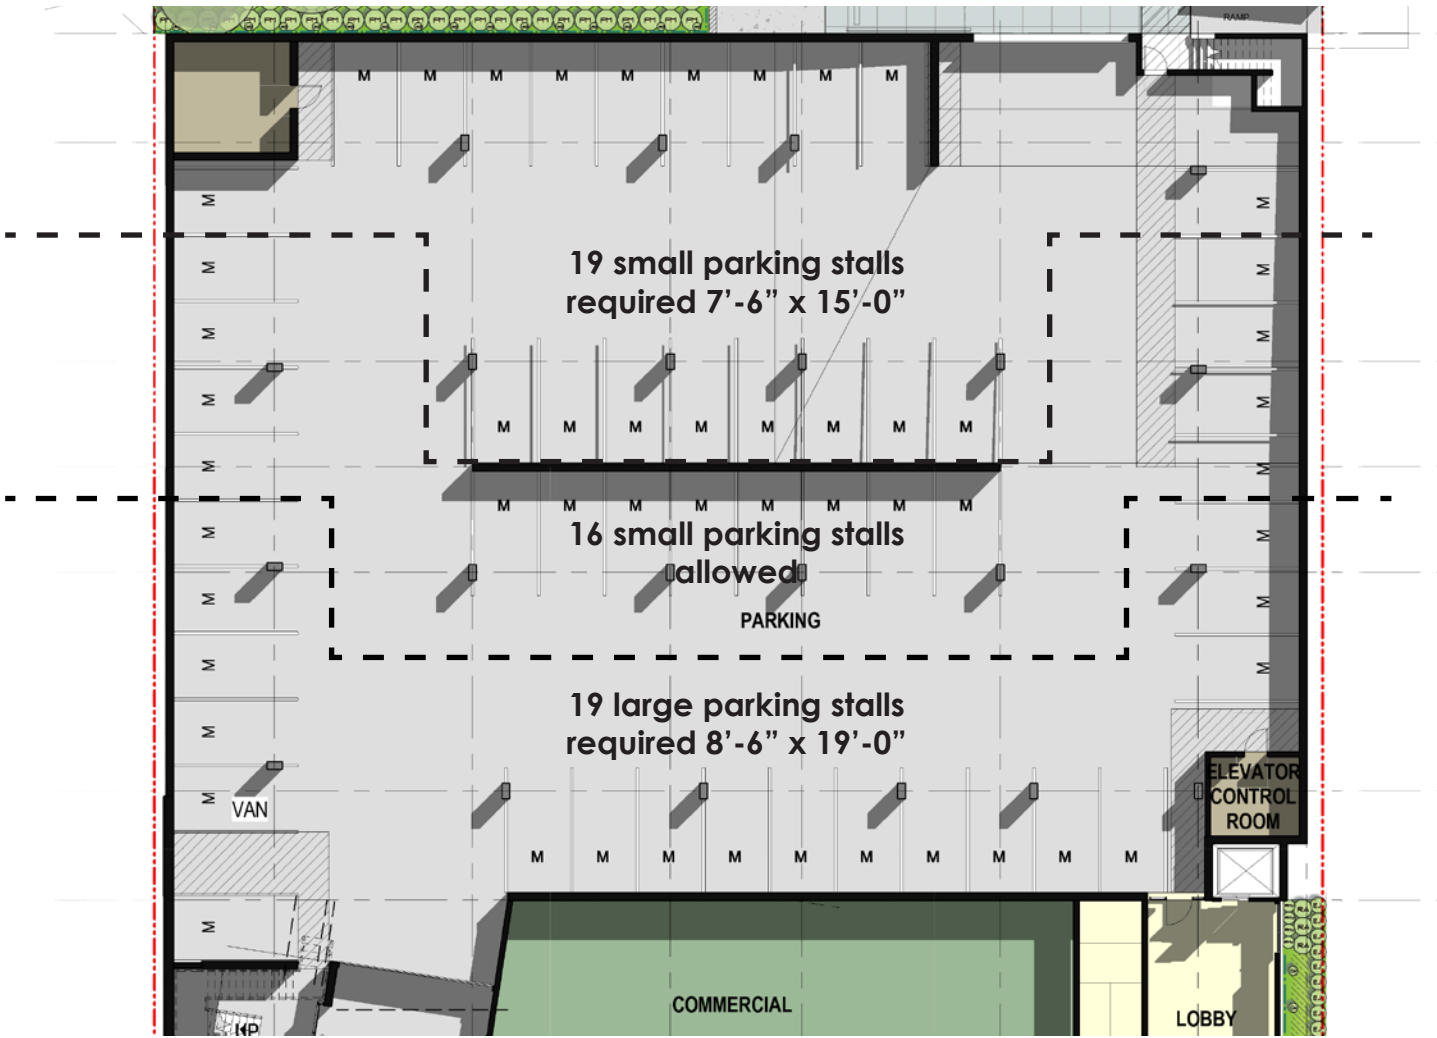 RAMP
M M M M M M M M M
M
M
19 small parking stalls
required 7'-6” x 15'-0”
M
M
M
M
M
M
M M M M M M M M
M
M
M M M M M M M M
16 small parking stalls
allowed
M
M
M
M
PARKING
M
M
19 large parking stalls
required 8'-6” x 19'-0”
M
M
VAN
ELEVATOR
CONTROL
ROOM
M M M M M M M M M M
M
COMMERCIAL
LOBBY